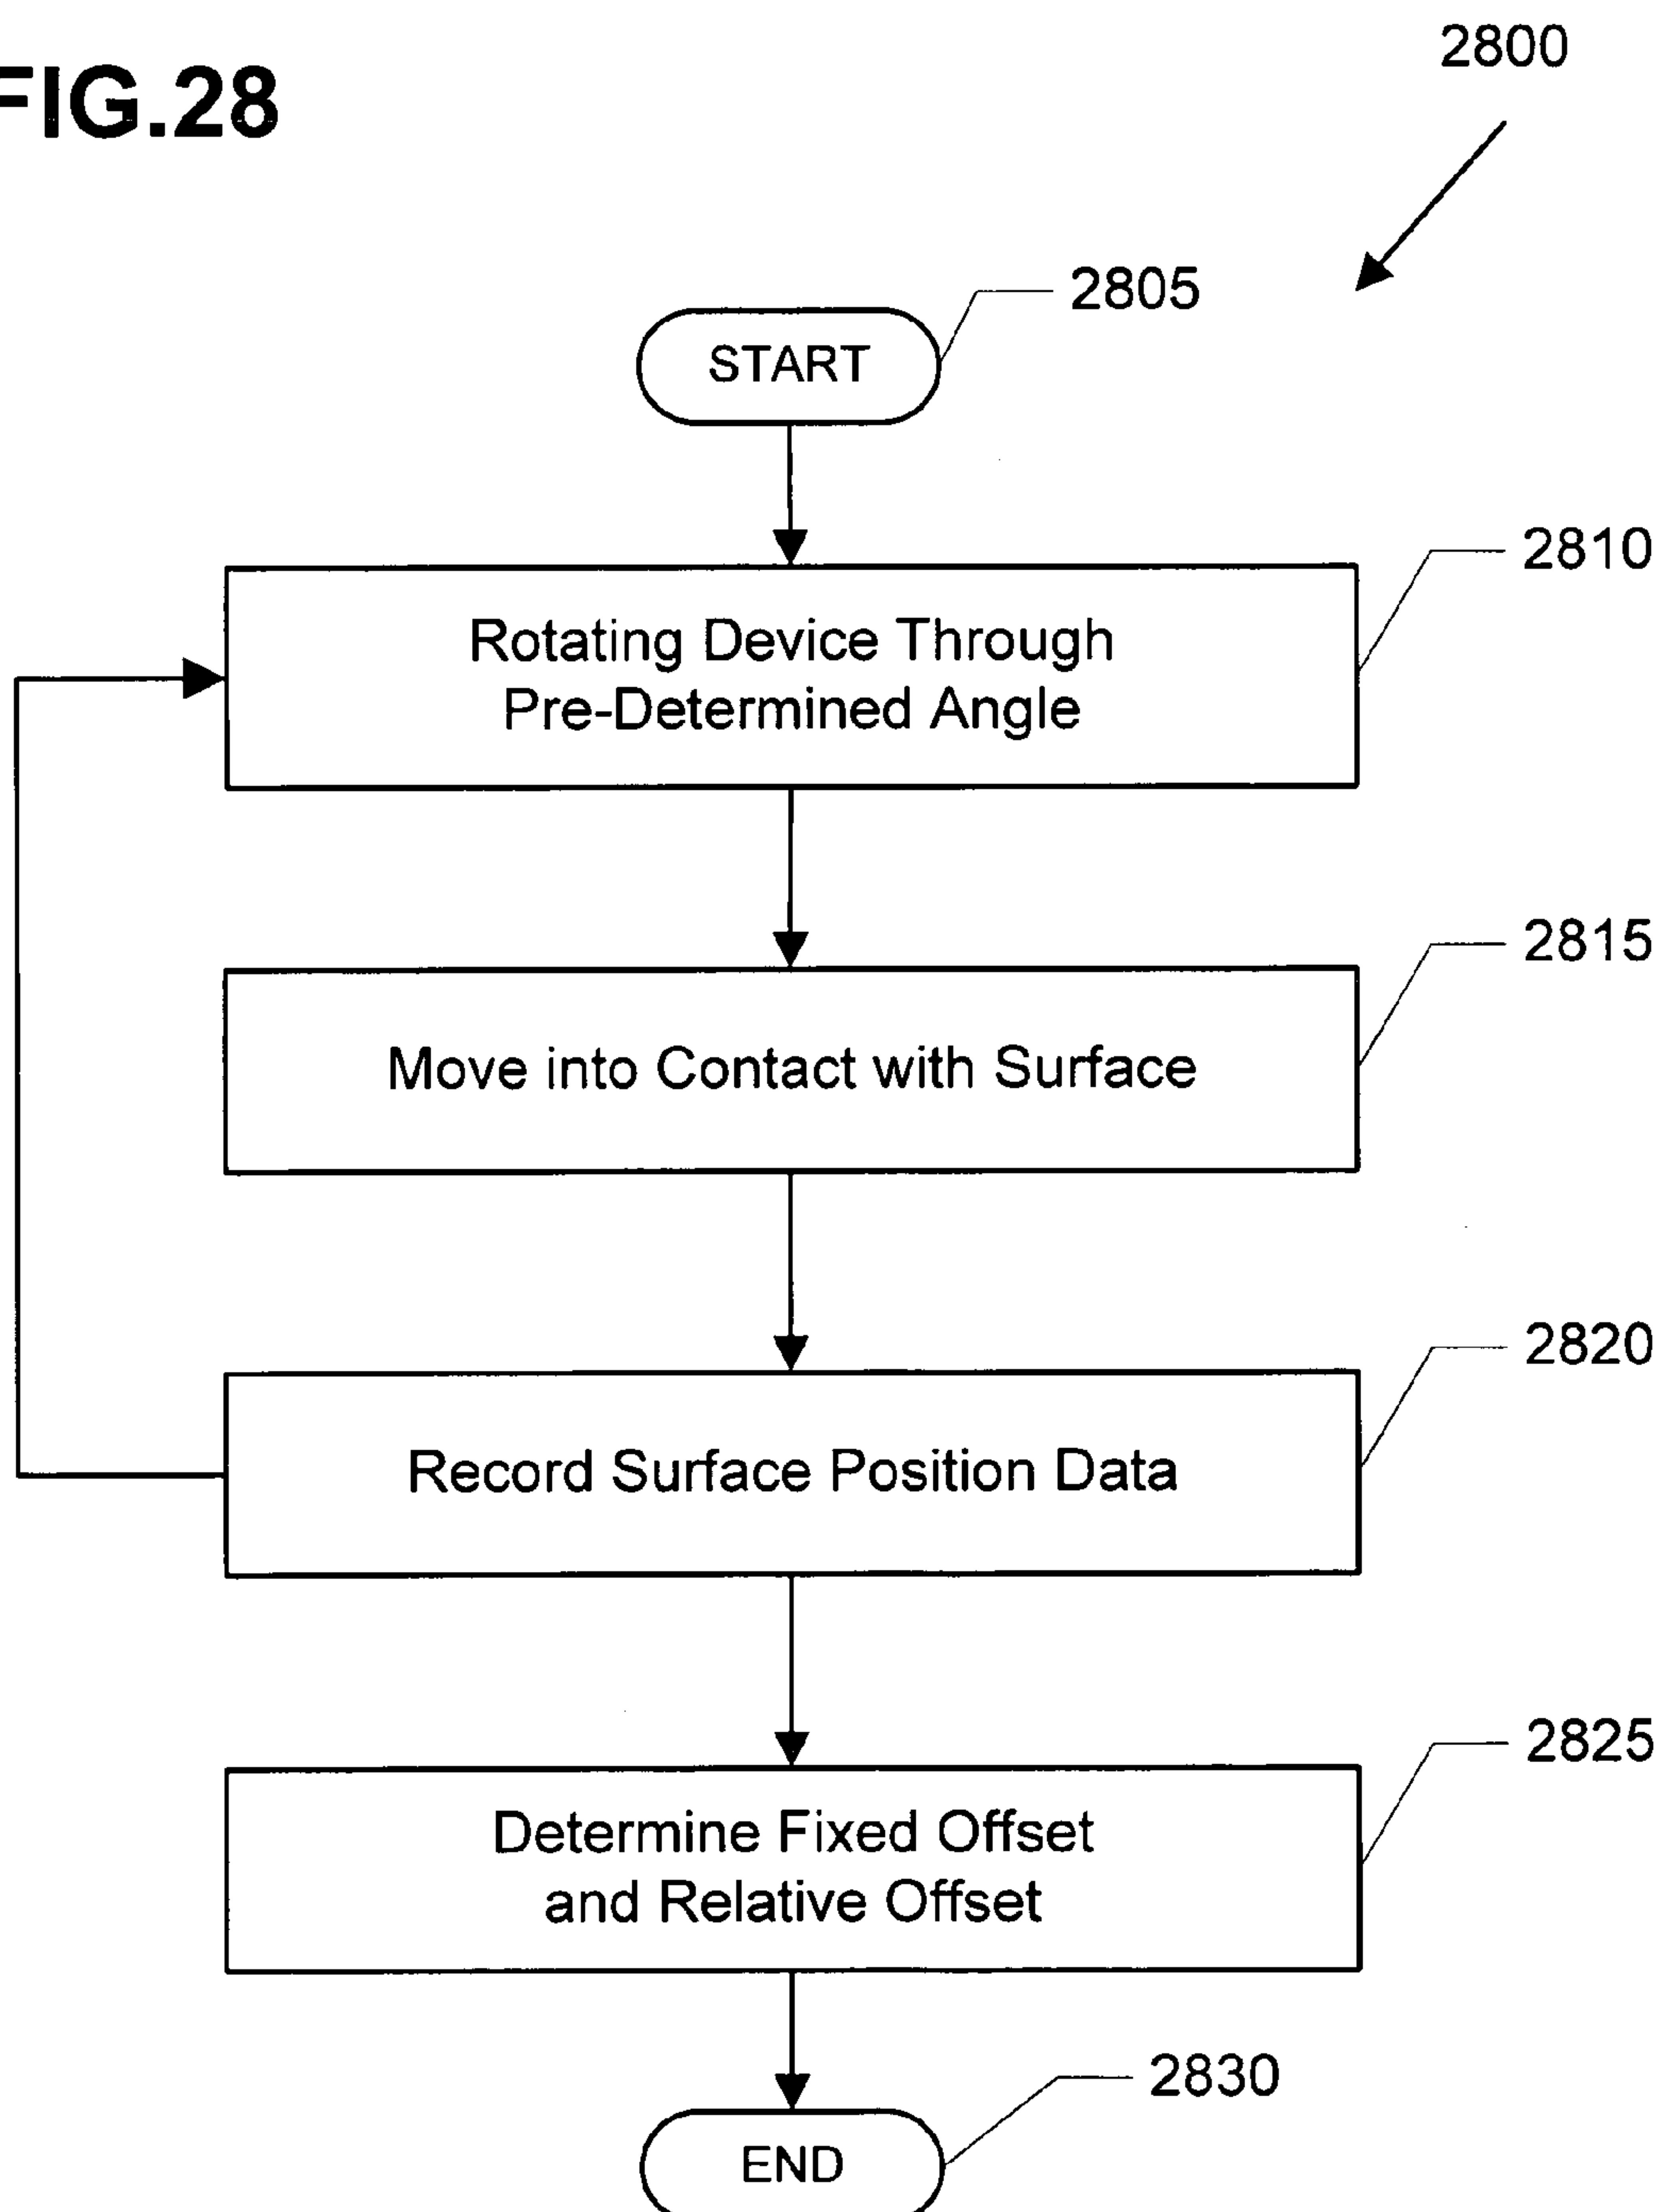 FIG.28
2800
2805
START
2810
Rotating Device Through
Pre-Determined Angle
2815
Move into Contact with Surface
2820
Record Surface Position Data
2825
Determine Fixed Offset
and Relative Offset
2830
END